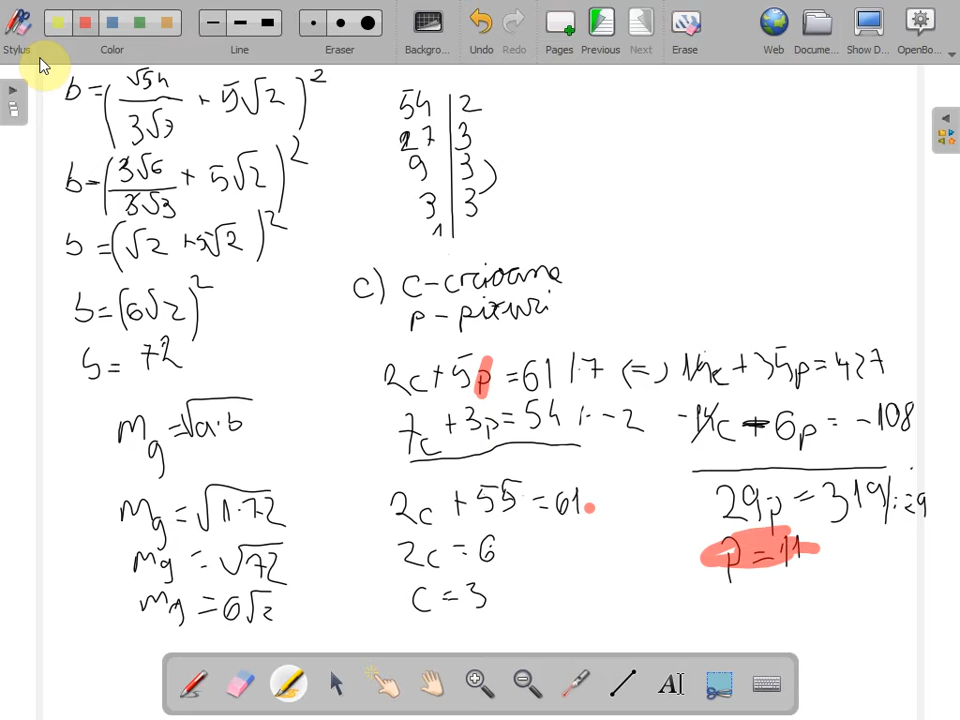 Stylus
Color
Line
Eraser
Backgro...
Undo
Redo
Pages
Previous
Next
Erase
Web
Docume...
Show D...
OpenBo...
b = (√54 / 3√3 + 5√2)²
b = (3√6 / 3√3 + 5√2)²
b = (√2 + 5√2)²
b = (6√2)²
b = 72
mg = √a·b
mg = √1·72
mg = √72
mg = 6√2
54 | 2
27 | 3
9 | 3
3 | 3
1
c) c - creioane
p - pixuri
2c + 5p = 61 /·7 (=) 14c + 35p = 427
7c + 3p = 54 /·-2 -14c - 6p = -108
29p = 319 /:29
p = 11
2c + 55 = 61
2c = 6
c = 3
AI